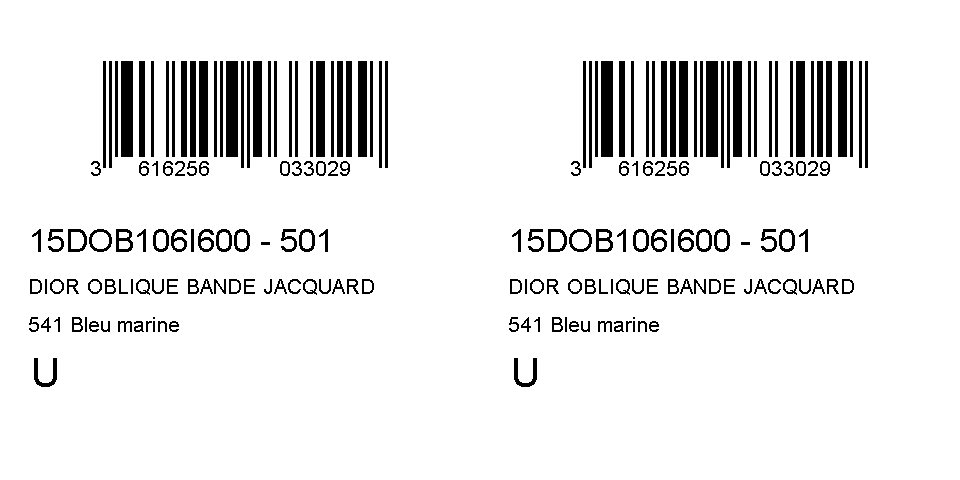 3 616256 033029
15DOB106I600 - 501
DIOR OBLIQUE BANDE JACQUARD
541 Bleu marine
U
3 616256 033029
15DOB106I600 - 501
DIOR OBLIQUE BANDE JACQUARD
541 Bleu marine
U